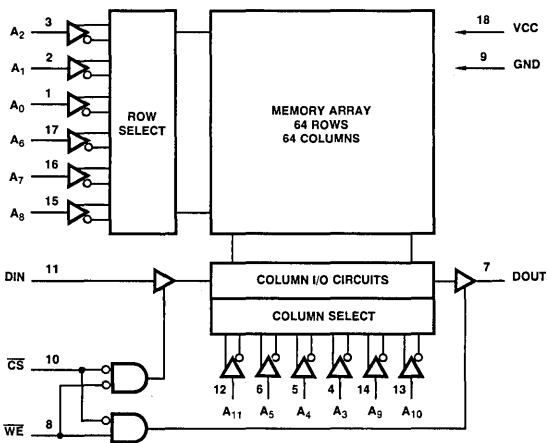 A2 3
18 VCC
A1 2
9 GND
A0 1
ROW
SELECT
MEMORY ARRAY
64 ROWS
64 COLUMNS
A6 17
A7 16
A8 15
DIN 11
COLUMN I/O CIRCUITS
7 DOUT
COLUMN SELECT
CS 10
12 6 5 4 14 13
A11 A5 A4 A3 A9 A10
WE 8